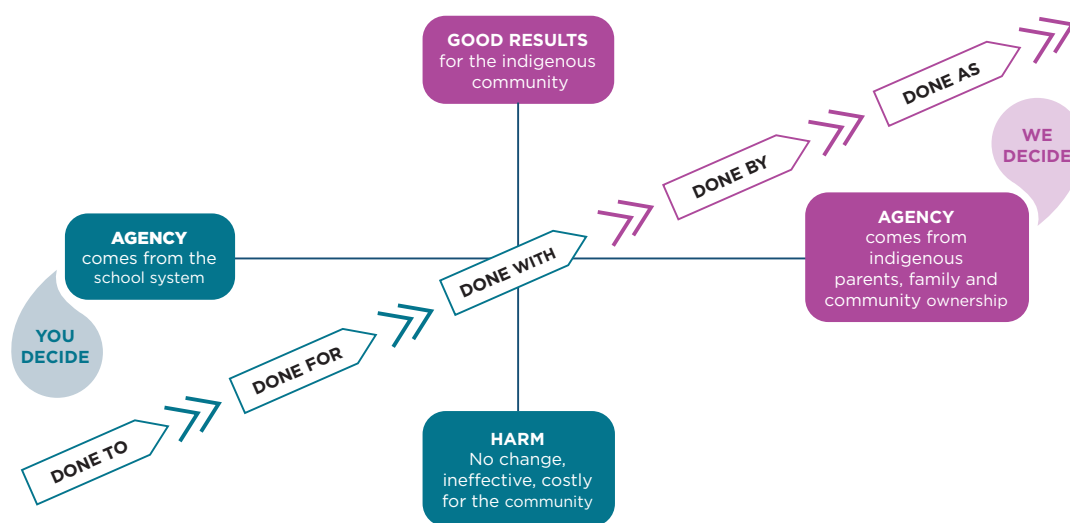 GOOD RESULTS
for the indigenous
community
DONE AS
WE
DECIDE
DONE BY
AGENCY
comes from the
school system
DONE WITH
AGENCY
comes from
indigenous
parents, family and
community ownership
YOU
DECIDE
DONE FOR
DONE TO
HARM
No change,
ineffective, costly
for the community